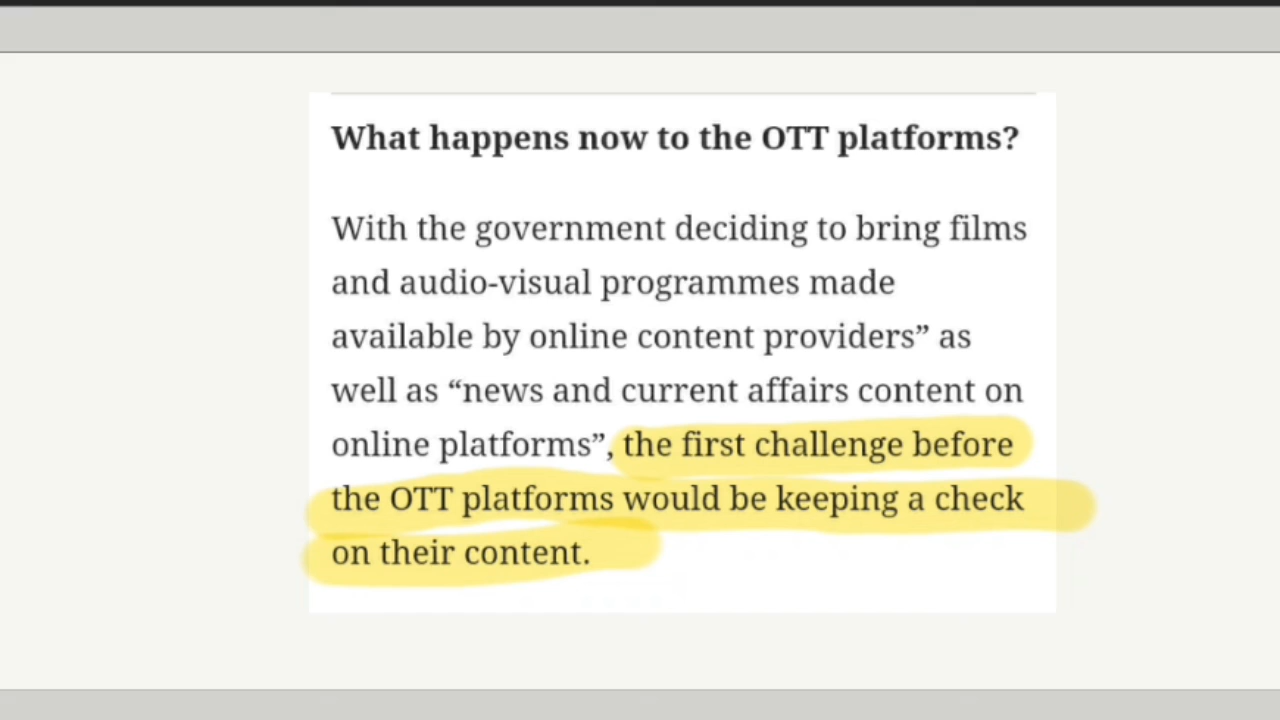 What happens now to the OTT platforms?
With the government deciding to bring films
and audio-visual programmes made
available by online content providers” as
well as “news and current affairs content on
online platforms”, the first challenge before
the OTT platforms would be keeping a check
on their content.